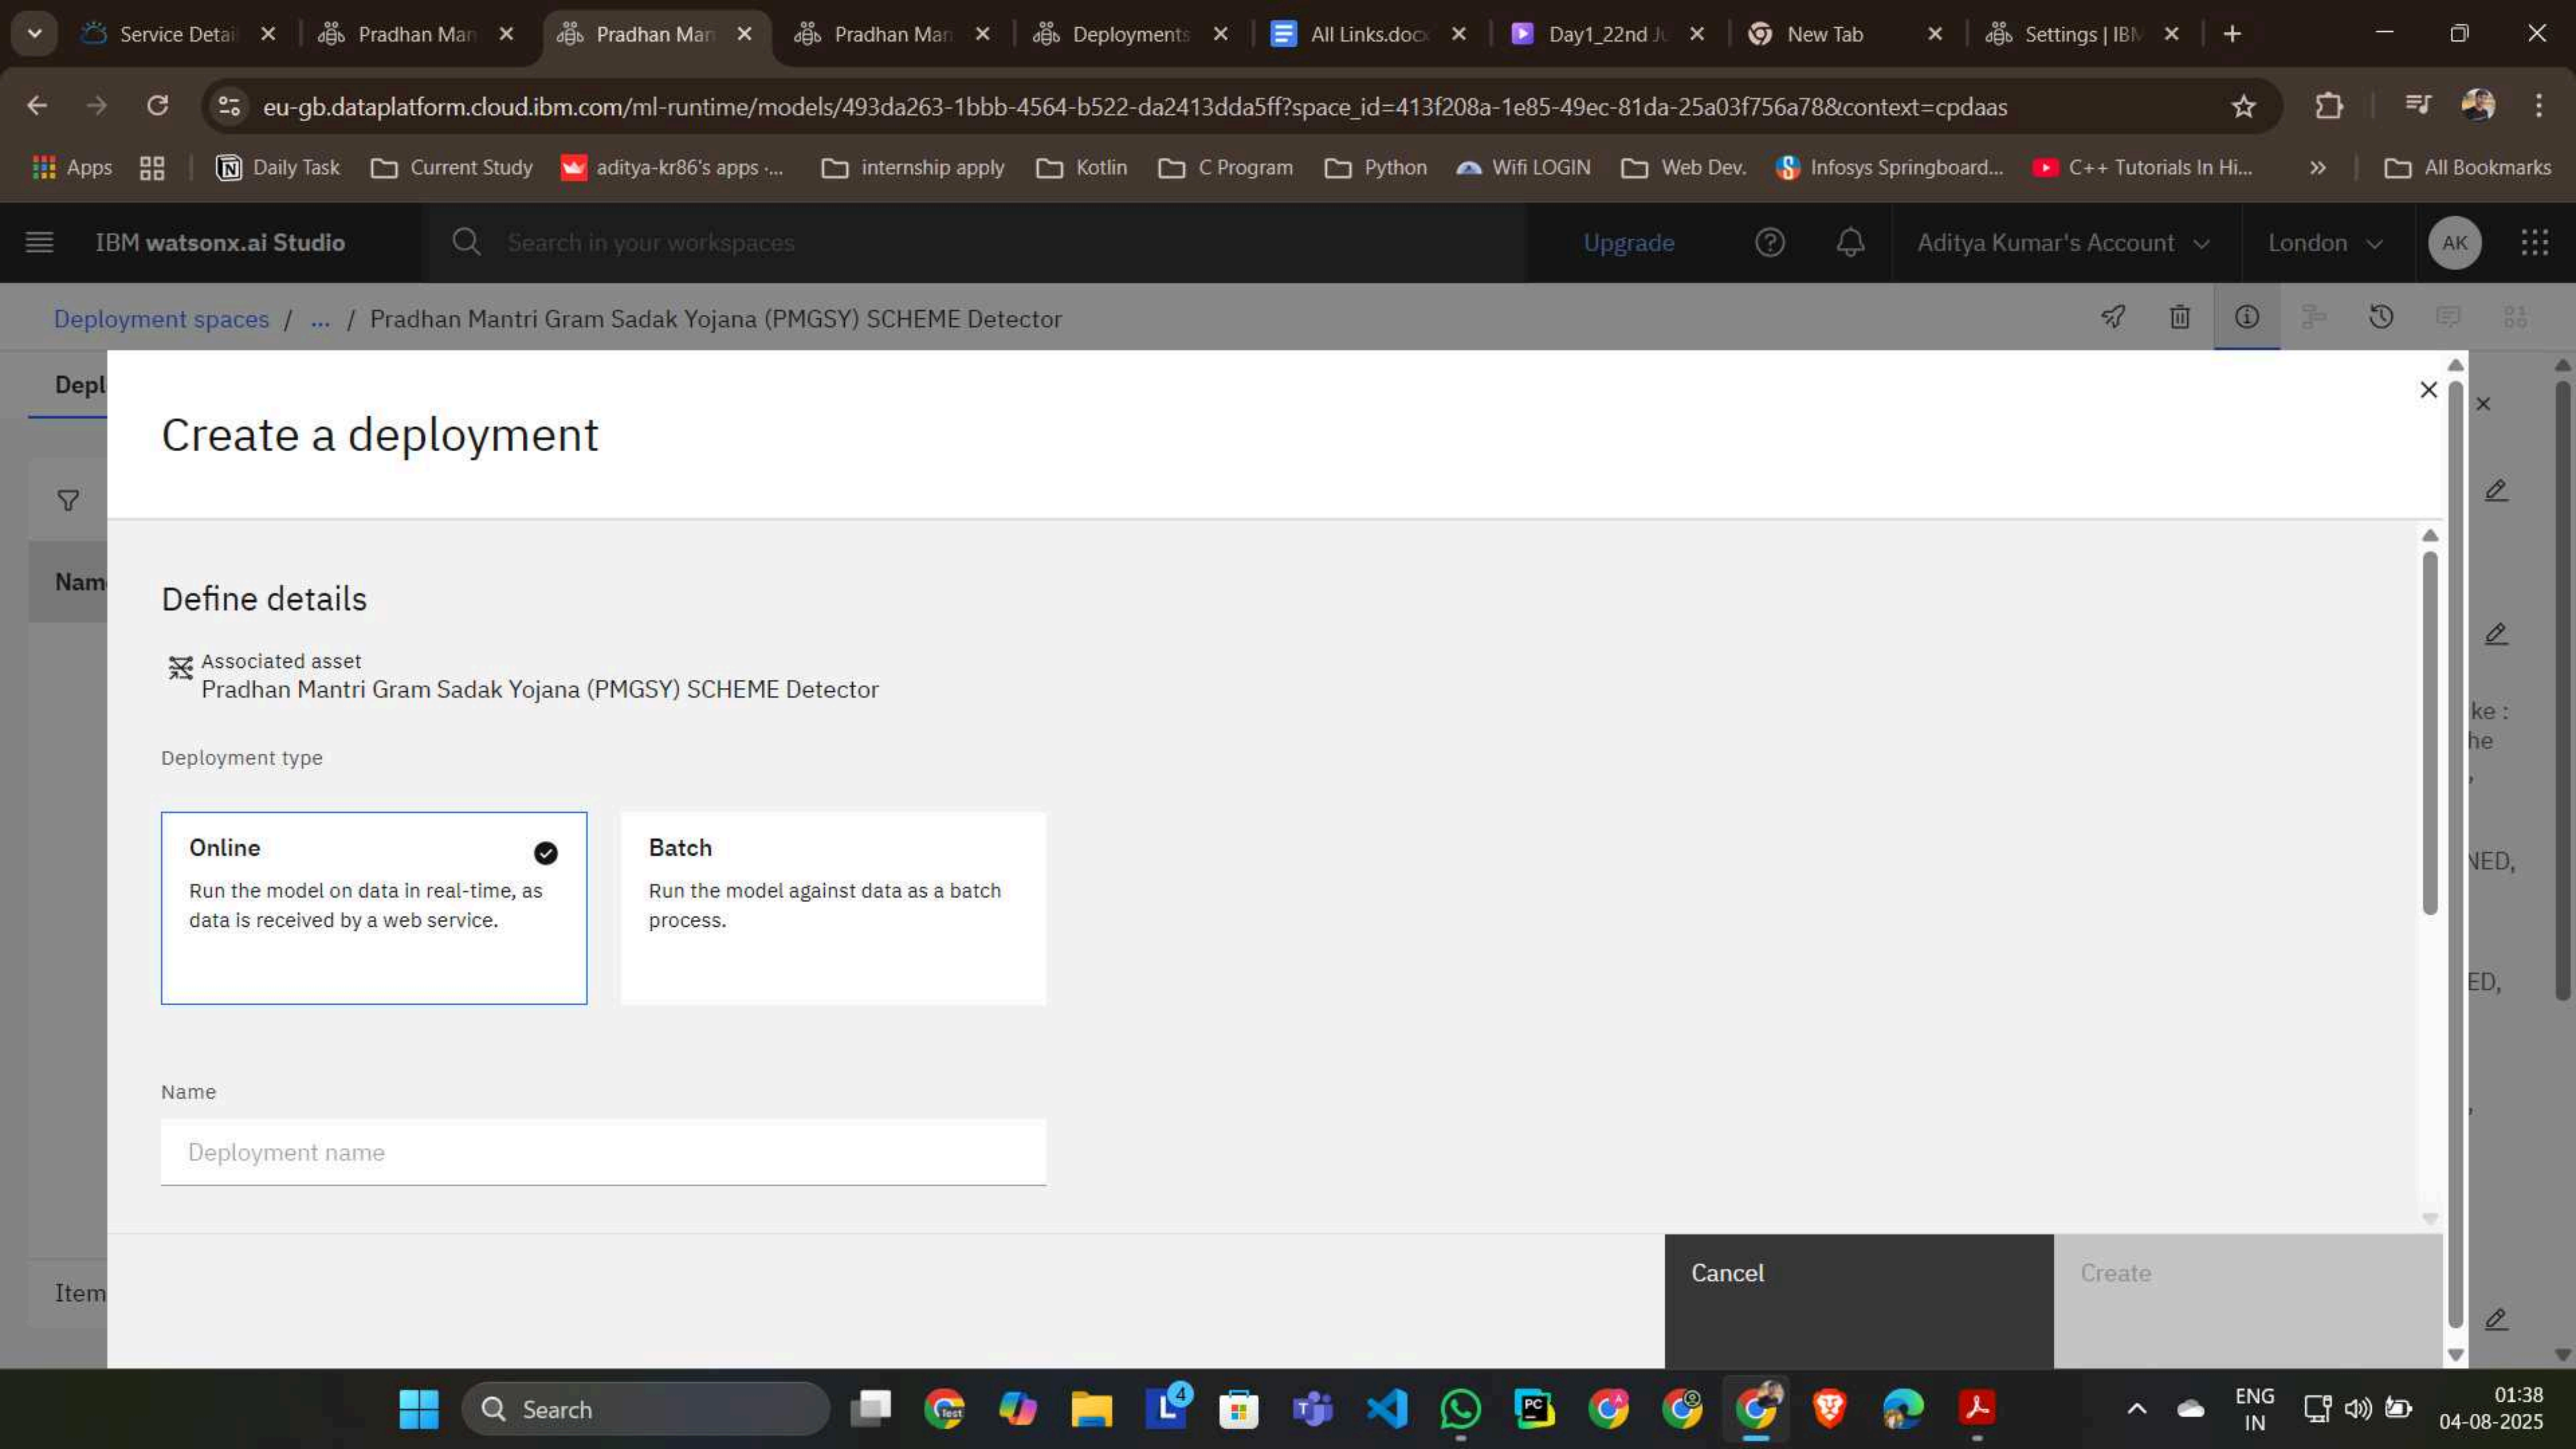 Service Detai
Pradhan Man
Pradhan Man
Pradhan Man
Deployments
All Links.docx
Day1_22nd Ju
New Tab
Settings | IBM
eu-gb.dataplatform.cloud.ibm.com/ml-runtime/models/493da263-1bbb-4564-b522-da2413dda5ff?space_id=413f208a-1e85-49ec-81da-25a03f756a78&context=cpdaas
Apps
Daily Task
Current Study
aditya-kr86's apps ·...
internship apply
Kotlin
C Program
Python
Wifi LOGIN
Web Dev.
Infosys Springboard...
C++ Tutorials In Hi...
All Bookmarks
IBM watsonx.ai Studio
Search in your workspaces
Upgrade
Aditya Kumar's Account
London
AK
Deployment spaces / ... / Pradhan Mantri Gram Sadak Yojana (PMGSY) SCHEME Detector
Depl
Create a deployment
Nam
Define details
Associated asset
Pradhan Mantri Gram Sadak Yojana (PMGSY) SCHEME Detector
ke :
he
Deployment type
Online
Run the model on data in real-time, as
data is received by a web service.
Batch
Run the model against data as a batch
process.
NED,
ED,
Name
Deployment name
Item
Cancel
Create
Search
Test
4
L
T
PC
A
ENG
IN
01:38
04-08-2025